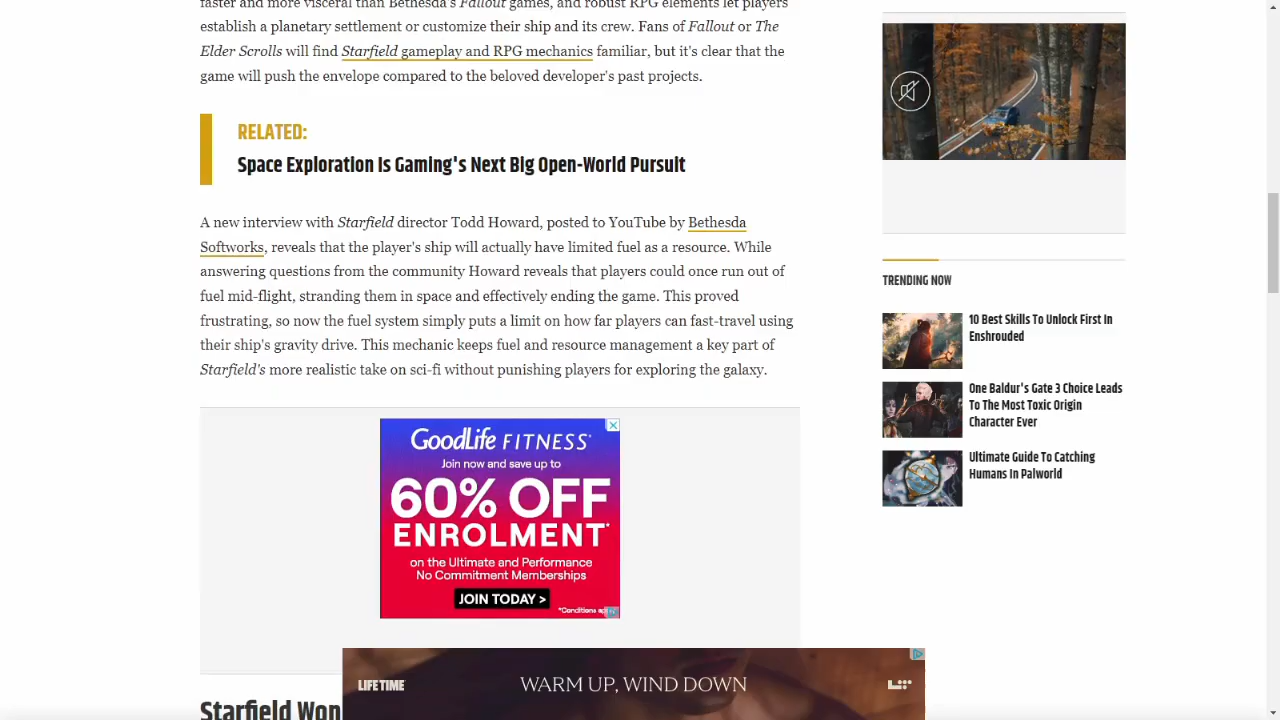 faster and more visceral than Bethesda's Fallout games, and robust RPG elements let players
establish a planetary settlement or customize their ship and its crew. Fans of Fallout or The
Elder Scrolls will find Starfield gameplay and RPG mechanics familiar, but it's clear that the
game will push the envelope compared to the beloved developer's past projects.
RELATED:
Space Exploration Is Gaming's Next Big Open-World Pursuit
A new interview with Starfield director Todd Howard, posted to YouTube by Bethesda
Softworks, reveals that the player's ship will actually have limited fuel as a resource. While
answering questions from the community Howard reveals that players could once run out of
fuel mid-flight, stranding them in space and effectively ending the game. This proved
frustrating, so now the fuel system simply puts a limit on how far players can fast-travel using
their ship's gravity drive. This mechanic keeps fuel and resource management a key part of
Starfield's more realistic take on sci-fi without punishing players for exploring the galaxy.
GoodLife FITNESS
Join now and save up to
60% OFF
ENROLMENT*
on the Ultimate and Performance
No Commitment Memberships
JOIN TODAY >
*Conditions
Starfield Won
LIFE TIME
WARM UP, WIND DOWN
TRENDING NOW
10 Best Skills To Unlock First In
Enshrouded
One Baldur's Gate 3 Choice Leads
To The Most Toxic Origin
Character Ever
Ultimate Guide To Catching
Humans In Palworld